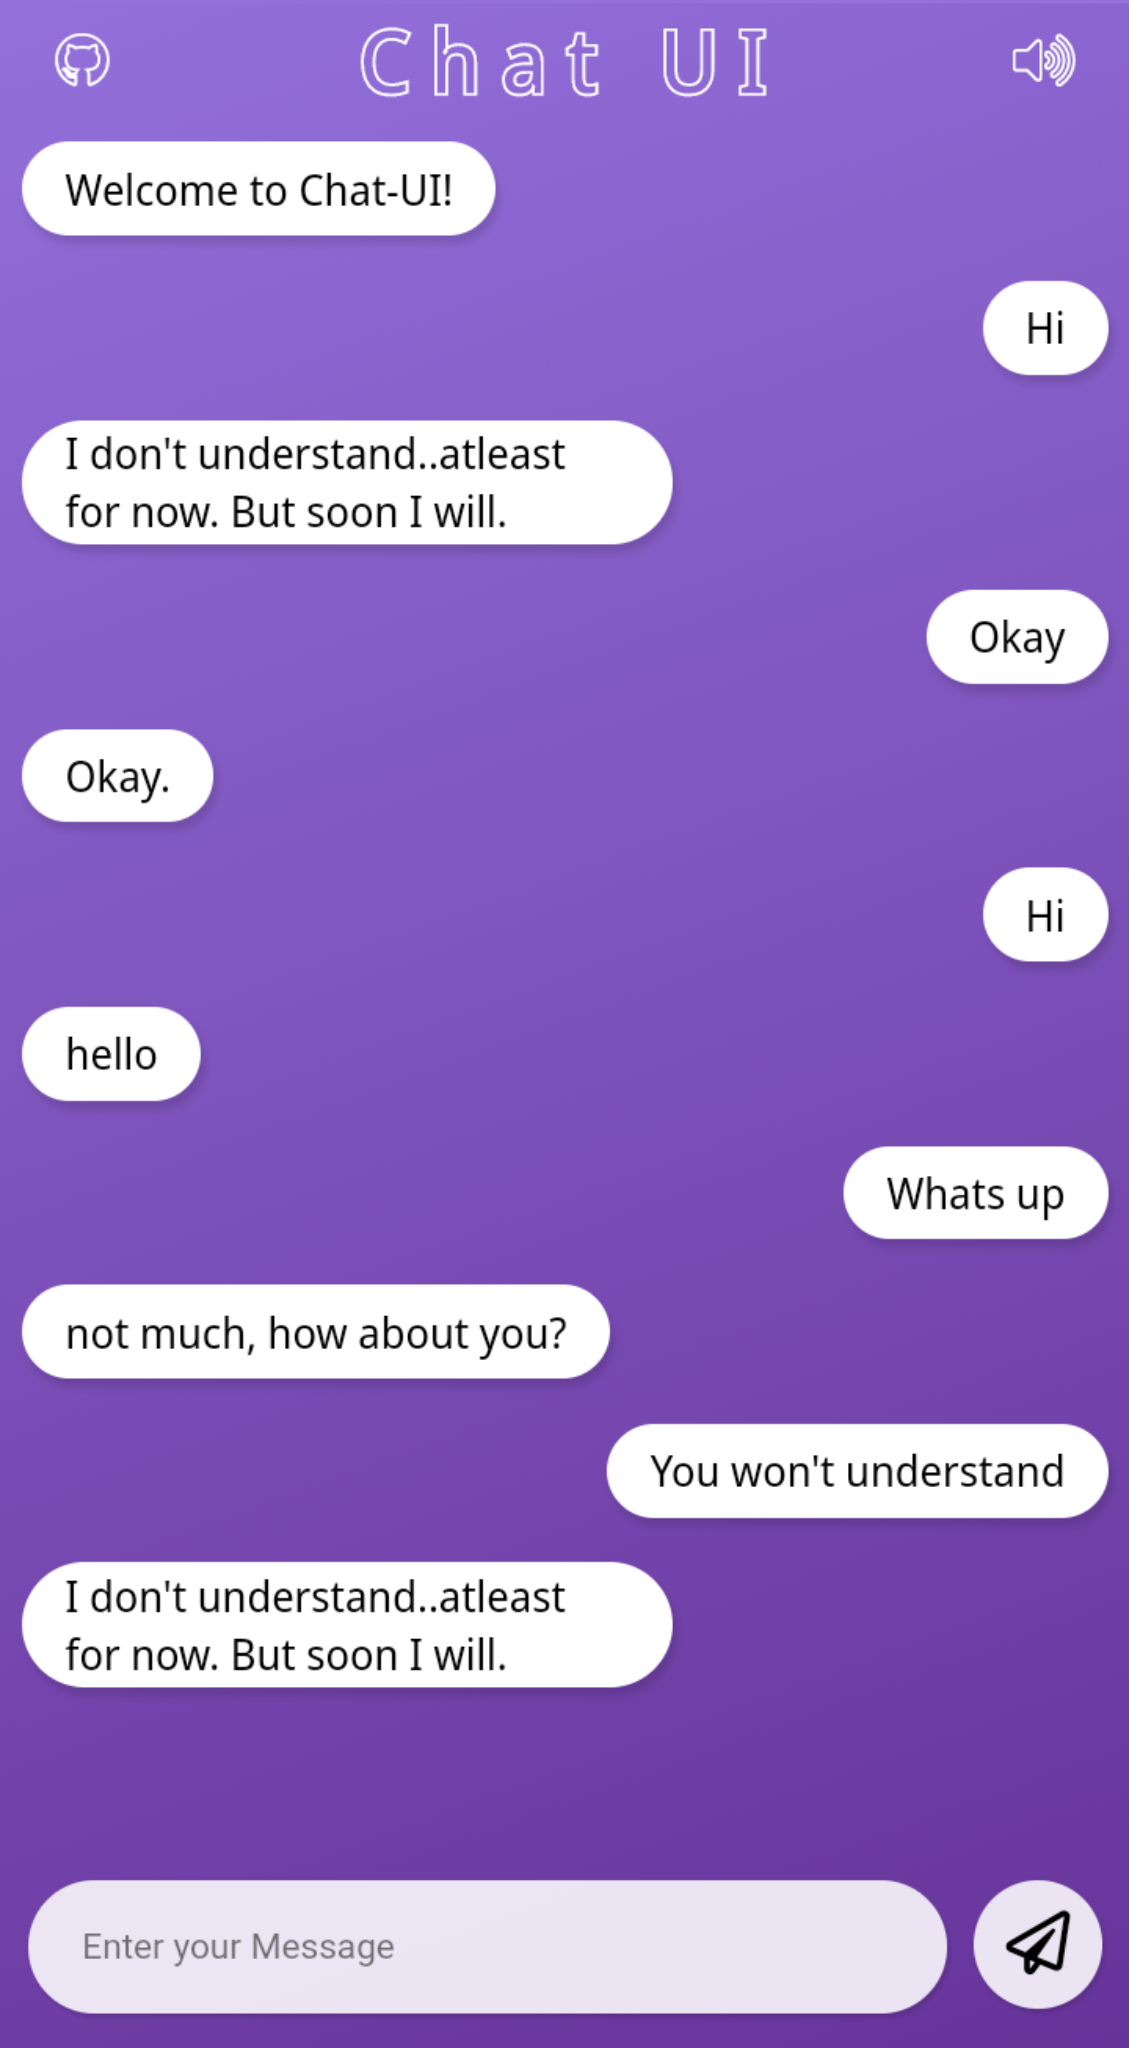 Chat UI
Welcome to Chat-UI!
Hi
I don't understand..atleast
for now. But soon I will.
Okay
Okay.
Hi
hello
Whats up
not much, how about you?
You won't understand
I don't understand..atleast
for now. But soon I will.
Enter your Message